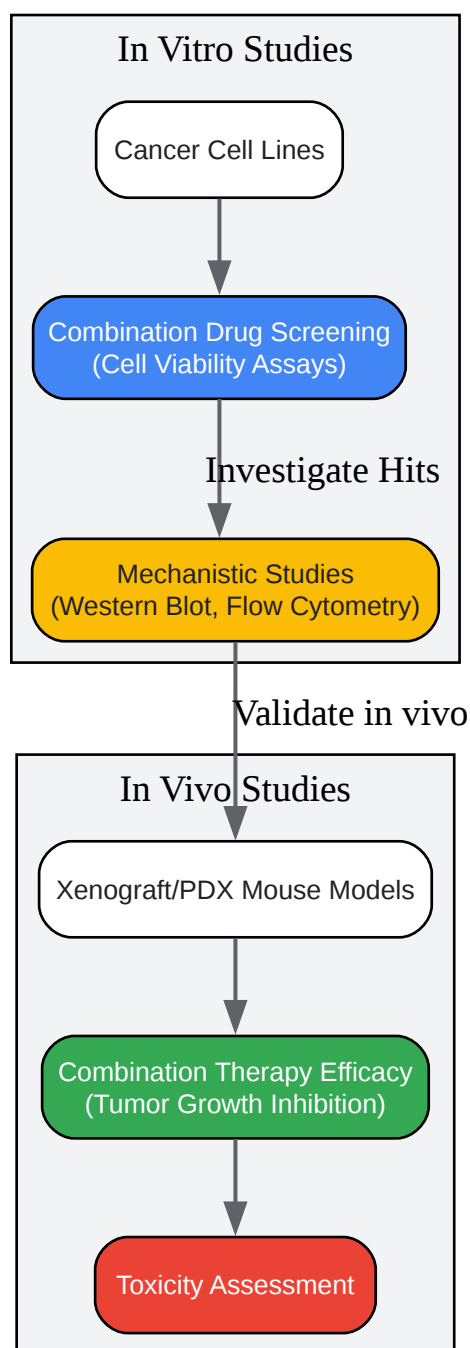 In Vitro Studies
Cancer Cell Lines
Combination Drug Screening
(Cell Viability Assays)
Investigate Hits
Mechanistic Studies
(Western Blot, Flow Cytometry)
Validate in vivo
In Vivo Studies
Xenograft/PDX Mouse Models
Combination Therapy Efficacy
(Tumor Growth Inhibition)
Toxicity Assessment